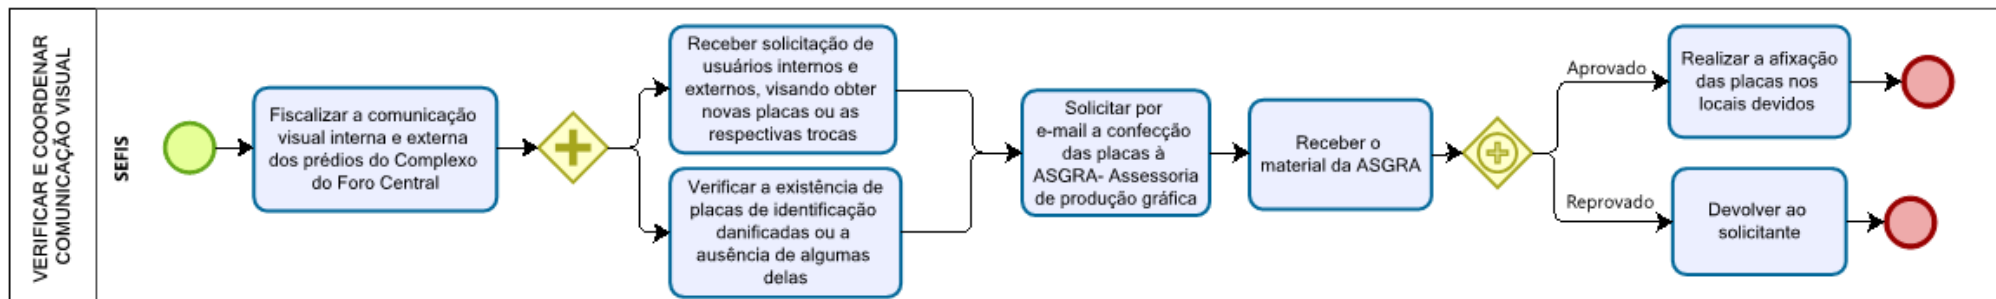 VERIFICAR E COORDENAR
COMUNICAÇÃO VISUAL
SEFIS
Fiscalizar a comunicação
visual interna e externa
dos prédios do Complexo
do Foro Central
Receber solicitação de
usuários internos e
externos, visando obter
novas placas ou as
respectivas trocas
Verificar a existência de
placas de identificação
danificadas ou a
ausência de algumas
delas
Solicitar por
e-mail a confecção
das placas à
ASGRA- Assessoria
de produção gráfica
Receber o
material da ASGRA
Aprovado
Realizar a afixação
das placas nos
locais devidos
Reprovado
Devolver ao
solicitante